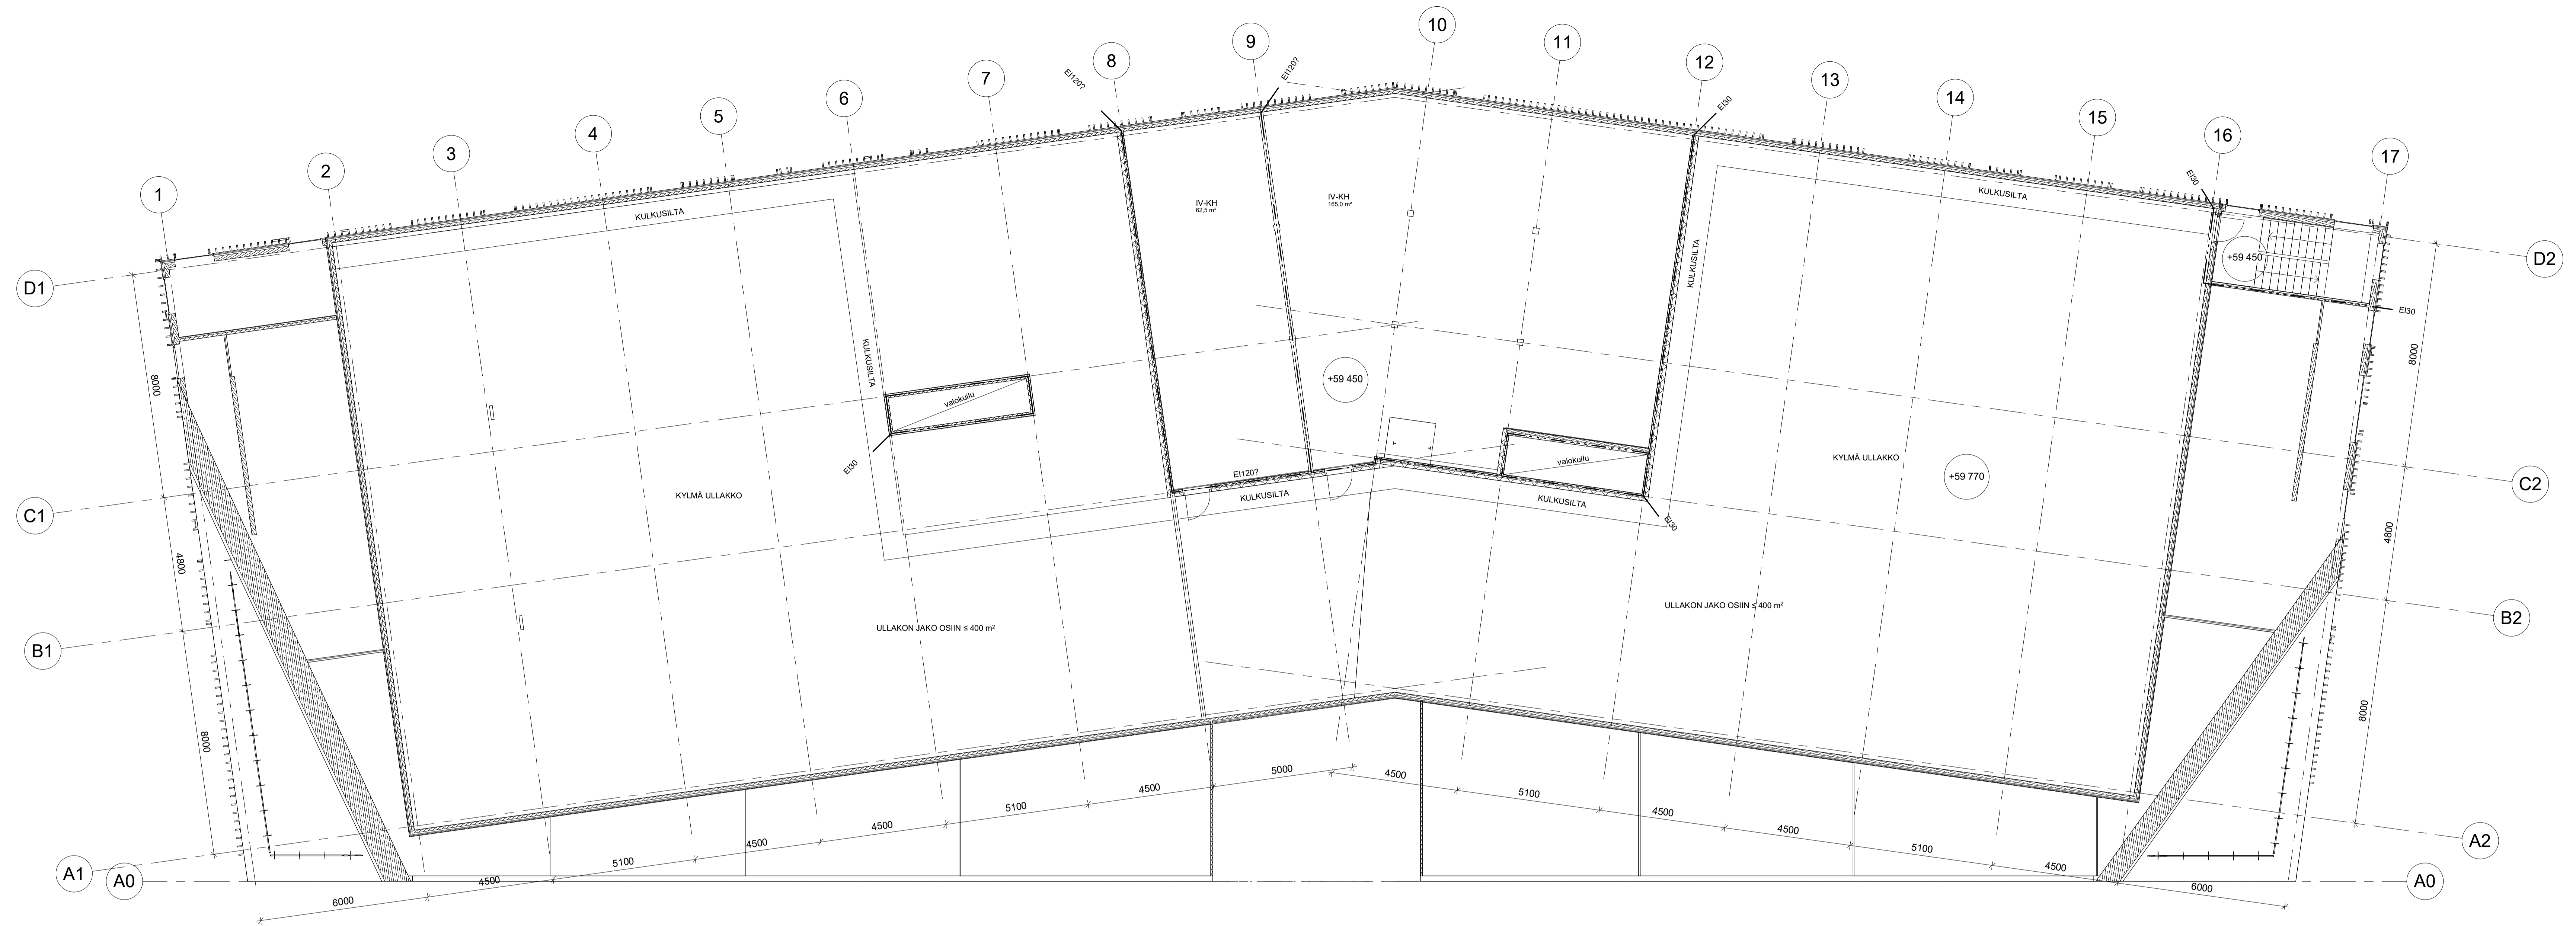 10
9
11
8
12
7
13
6
14
5
15
4
16
3
17
2
1
EI120?
EI120?
EI30
EI30
KULKUSILTA
IV-KH
62,5 m²
IV-KH
165,0 m²
KULKUSILTA
D1
D2
+59 450
KULKUSILTA
KULKUSILTA
EI30
8000
8000
+59 450
valokuilu
EI30
KYLMÄ ULLAKKO
EI120?
KULKUSILTA
valokuilu
KULKUSILTA
EI30
KYLMÄ ULLAKKO
+59 770
C1
C2
4800
4800
ULLAKON JAKO OSIIN ≤ 400 m²
ULLAKON JAKO OSIIN ≤ 400 m²
B1
B2
8000
8000
A1
A0
A2
A0
6000
4500
5100
4500
4500
5100
4500
5000
4500
5100
4500
4500
5100
4500
6000